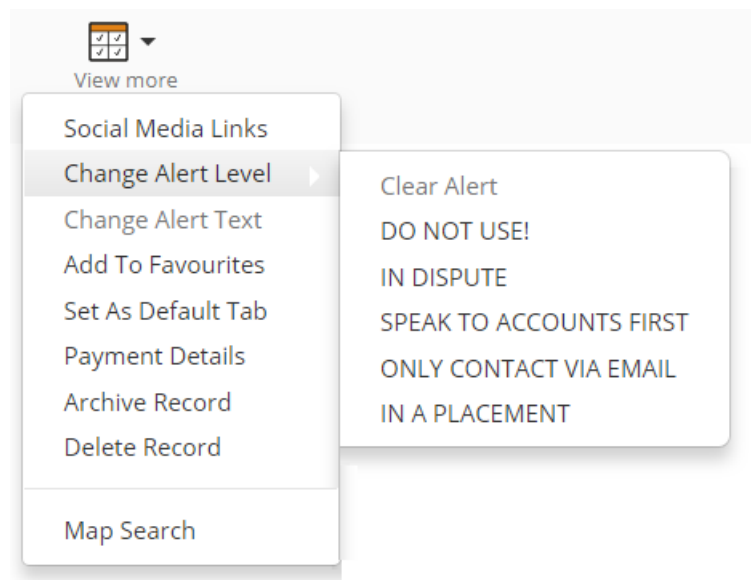 View more
Social Media Links
Change Alert Level
Change Alert Text
Add To Favourites
Set As Default Tab
Payment Details
Archive Record
Delete Record
Map Search
Clear Alert
DO NOT USE!
IN DISPUTE
SPEAK TO ACCOUNTS FIRST
ONLY CONTACT VIA EMAIL
IN A PLACEMENT